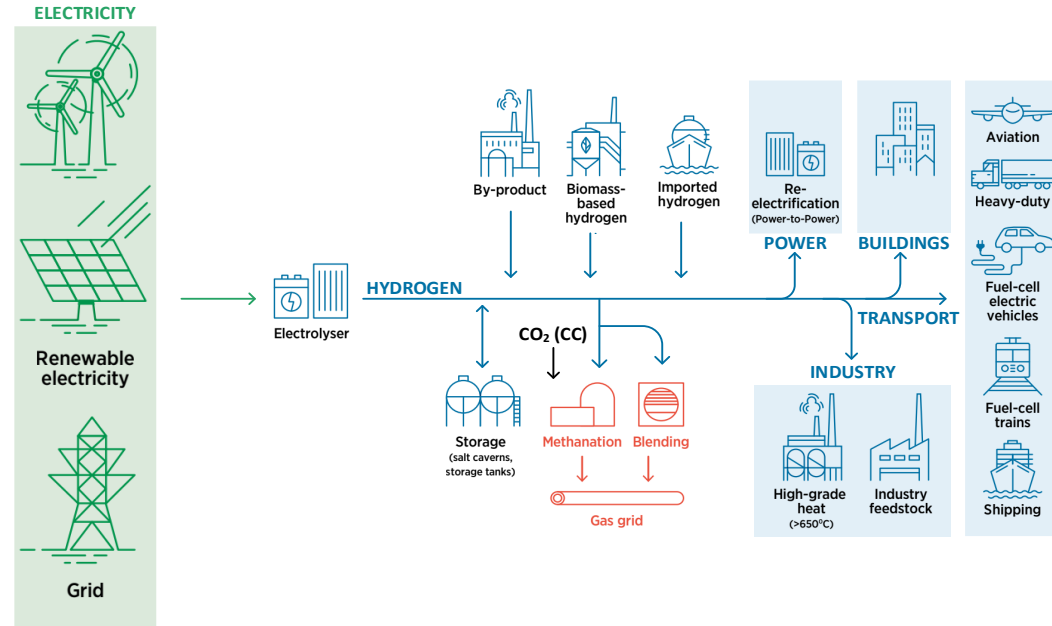 ELECTRICITY
Renewable
electricity
Grid
Electrolyser
HYDROGEN
By-product
Biomass-
based
hydrogen
Imported
hydrogen
Storage
(salt caverns,
storage tanks)
CO₂ (CC)
Methanation
Blending
Gas grid
Re-
electrification
(Power-to-Power)
POWER
BUILDINGS
TRANSPORT
INDUSTRY
High-grade
heat
(>650⁰C)
Industry
feedstock
Aviation
Heavy-duty
Fuel-cell
electric
vehicles
Fuel-cell
trains
Shipping